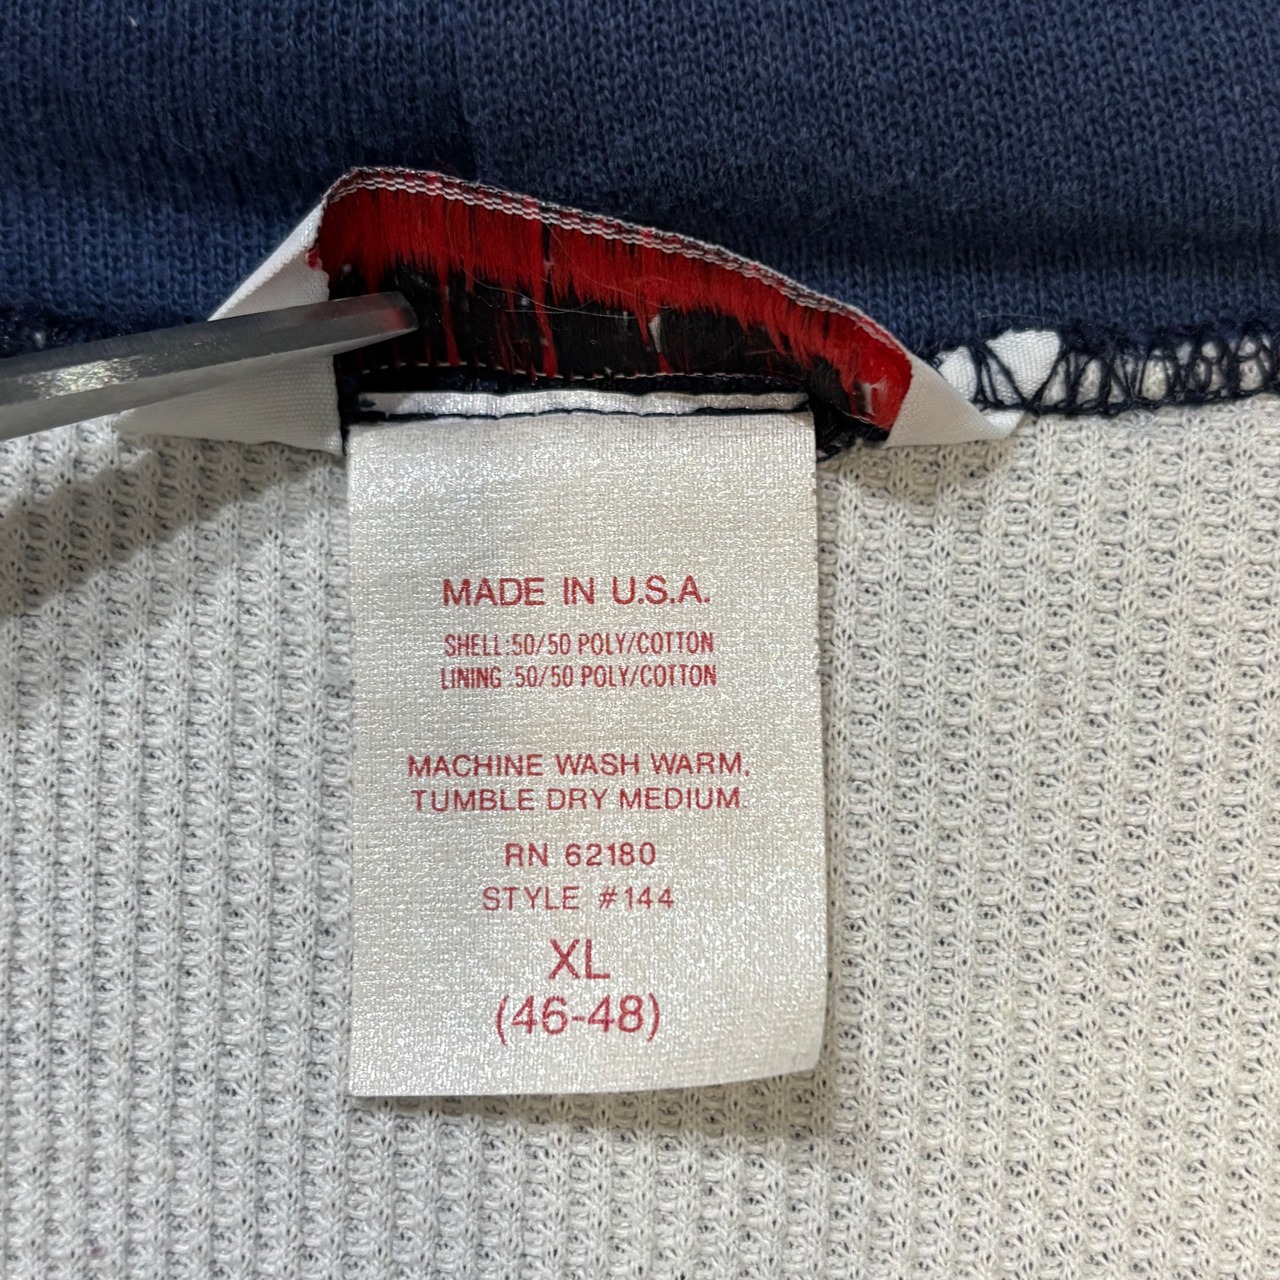 MADE IN U.S.A.
SHELL:50/50 POLY/COTTON
LINING :50/50 POLY/COTTON
MACHINE WASH WARM,
TUMBLE DRY MEDIUM.
RN 62180
STYLE #144
XL
(46-48)